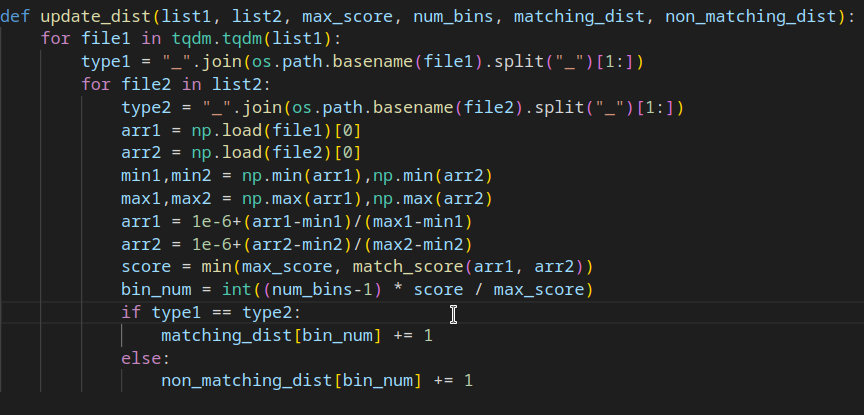 def update_dist(list1, list2, max_score, num_bins, matching_dist, non_matching_dist):
    for file1 in tqdm.tqdm(list1):
        type1 = "_".join(os.path.basename(file1).split("_")[1:])
        for file2 in list2:
            type2 = "_".join(os.path.basename(file2).split("_")[1:])
            arr1 = np.load(file1)[0]
            arr2 = np.load(file2)[0]
            min1,min2 = np.min(arr1),np.min(arr2)
            max1,max2 = np.max(arr1),np.max(arr2)
            arr1 = 1e-6+(arr1-min1)/(max1-min1)
            arr2 = 1e-6+(arr2-min2)/(max2-min2)
            score = min(max_score, match_score(arr1, arr2))
            bin_num = int((num_bins-1) * score / max_score)
            if type1 == type2:
                matching_dist[bin_num] += 1
            else:
                non_matching_dist[bin_num] += 1